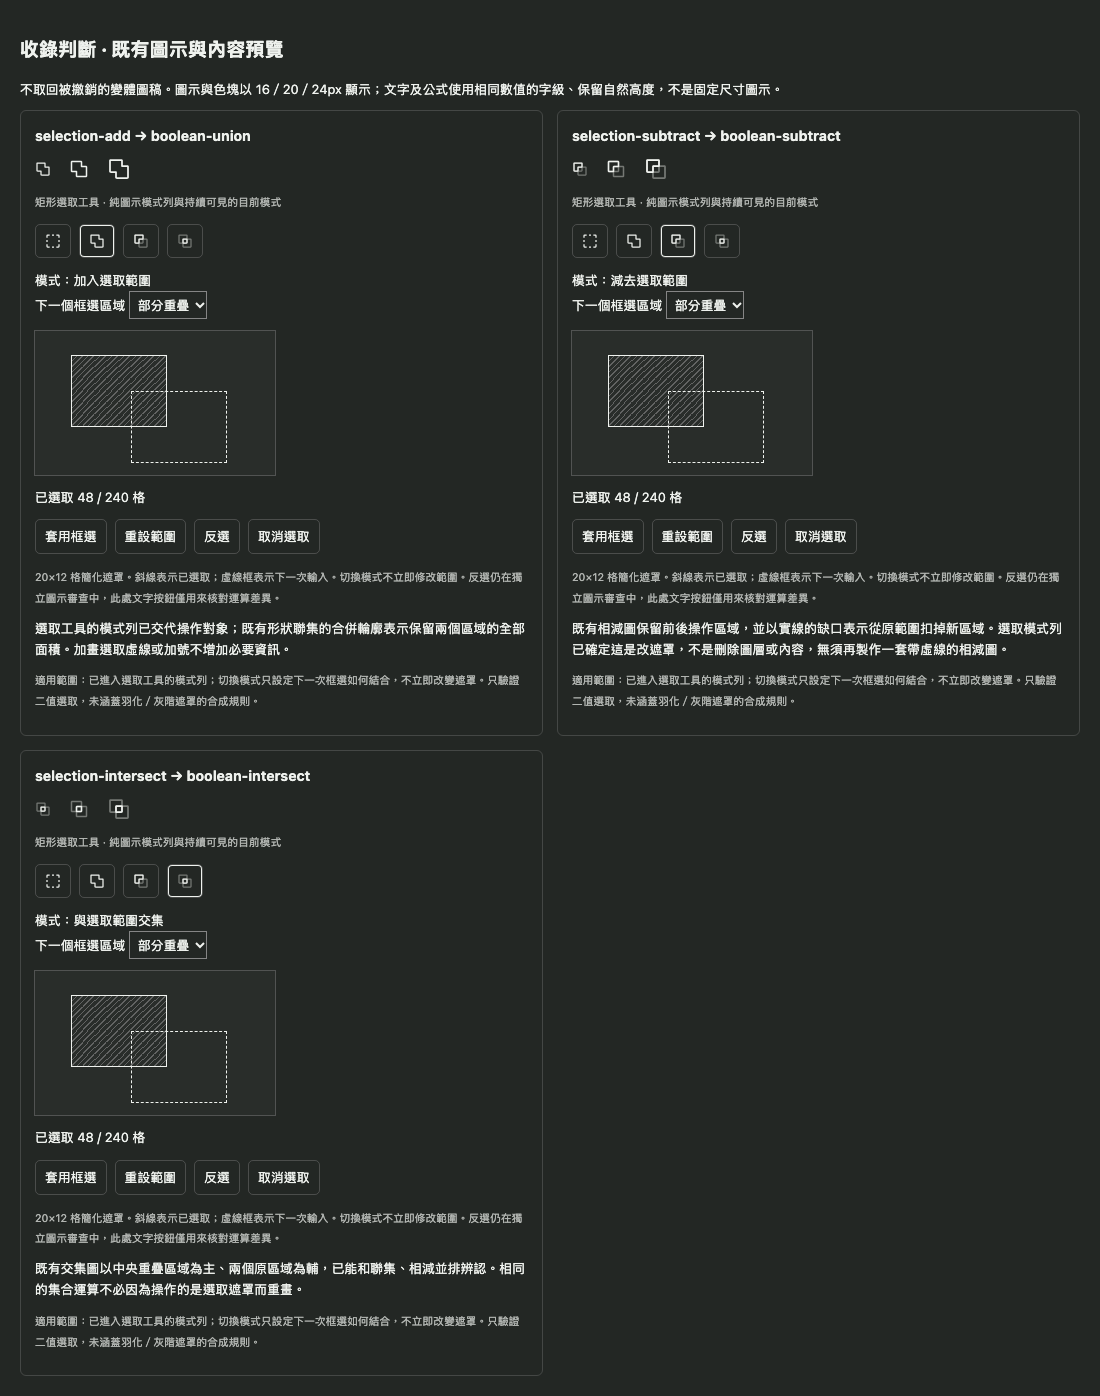 收錄判斷 · 既有圖示與內容預覽
不取回被撤銷的變體圖稿。圖示與色塊以 16 / 20 / 24px 顯示；文字及公式使用相同數值的字級、保留自然高度，不是固定尺寸圖示。
selection-add → boolean-union
矩形選取工具 · 純圖示模式列與持續可見的目前模式
模式：加入選取範圍
下一個框選區域 部分重疊
已選取 48 / 240 格
套用框選 重設範圍 反選 取消選取
20×12 格簡化遮罩。斜線表示已選取；虛線框表示下一次輸入。切換模式不立即修改範圍。反選仍在獨
立圖示審查中，此處文字按鈕僅用來核對運算差異。
選取工具的模式列已交代操作對象；既有形狀聯集的合併輪廓表示保留兩個區域的全部
面積。加畫選取虛線或加號不增加必要資訊。
適用範圍：已進入選取工具的模式列；切換模式只設定下一次框選如何結合，不立即改變遮罩。只驗證
二值選取，未涵蓋羽化 / 灰階遮罩的合成規則。
selection-subtract → boolean-subtract
矩形選取工具 · 純圖示模式列與持續可見的目前模式
模式：減去選取範圍
下一個框選區域 部分重疊
已選取 48 / 240 格
套用框選 重設範圍 反選 取消選取
20×12 格簡化遮罩。斜線表示已選取；虛線框表示下一次輸入。切換模式不立即修改範圍。反選仍在獨
立圖示審查中，此處文字按鈕僅用來核對運算差異。
既有相減圖保留前後操作區域，並以實線的缺口表示從原範圍扣掉新區域。選取模式列
已確定這是改遮罩，不是刪除圖層或內容，無須再製作一套帶虛線的相減圖。
適用範圍：已進入選取工具的模式列；切換模式只設定下一次框選如何結合，不立即改變遮罩。只驗證
二值選取，未涵蓋羽化 / 灰階遮罩的合成規則。
selection-intersect → boolean-intersect
矩形選取工具 · 純圖示模式列與持續可見的目前模式
模式：與選取範圍交集
下一個框選區域 部分重疊
已選取 48 / 240 格
套用框選 重設範圍 反選 取消選取
20×12 格簡化遮罩。斜線表示已選取；虛線框表示下一次輸入。切換模式不立即修改範圍。反選仍在獨
立圖示審查中，此處文字按鈕僅用來核對運算差異。
既有交集圖以中央重疊區域為主、兩個原區域為輔，已能和聯集、相減並排辨認。相同
的集合運算不必因為操作的是選取遮罩而重畫。
適用範圍：已進入選取工具的模式列；切換模式只設定下一次框選如何結合，不立即改變遮罩。只驗證
二值選取，未涵蓋羽化 / 灰階遮罩的合成規則。